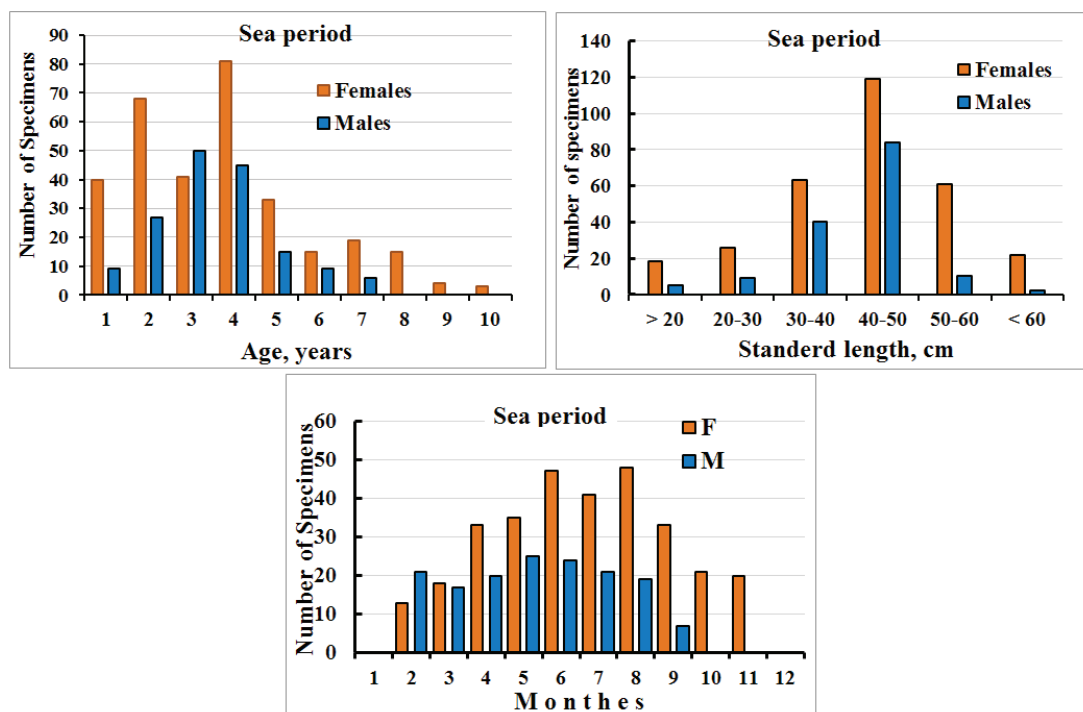 Sea period
Number of Specimens
90
80
70
60
50
40
30
20
10
0
Females
Males
1 2 3 4 5 6 7 8 9 10
Age, years
Sea period
Number of specimens
140
120
100
80
60
40
20
0
Females
Males
> 20 20-30 30-40 40-50 50-60 < 60
Standerd length, cm
Sea period
Number of Specimens
60
50
40
30
20
10
0
F
M
1 2 3 4 5 6 7 8 9 10 11 12
Monthes